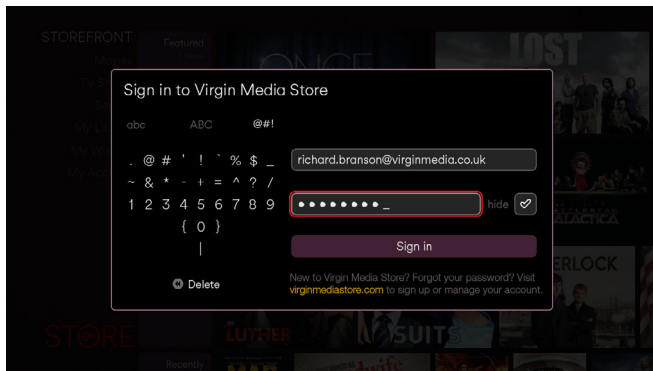 STOREFRONT
Featured
ONCE
LOST
Sign in to Virgin Media Store
abc ABC @#!
. @ # ' ! ` % $ _
~ & * - + = ^ ? /
1 2 3 4 5 6 7 8 9
{ 0 }
|
Delete
richard.branson@virginmedia.co.uk
hide
Sign in
New to Virgin Media Store? Forgot your password? Visit
virginmediastore.com to sign up or manage your account.
GALACTICA
ERLOCK
STORE
LUTHER
SUITS
Recently